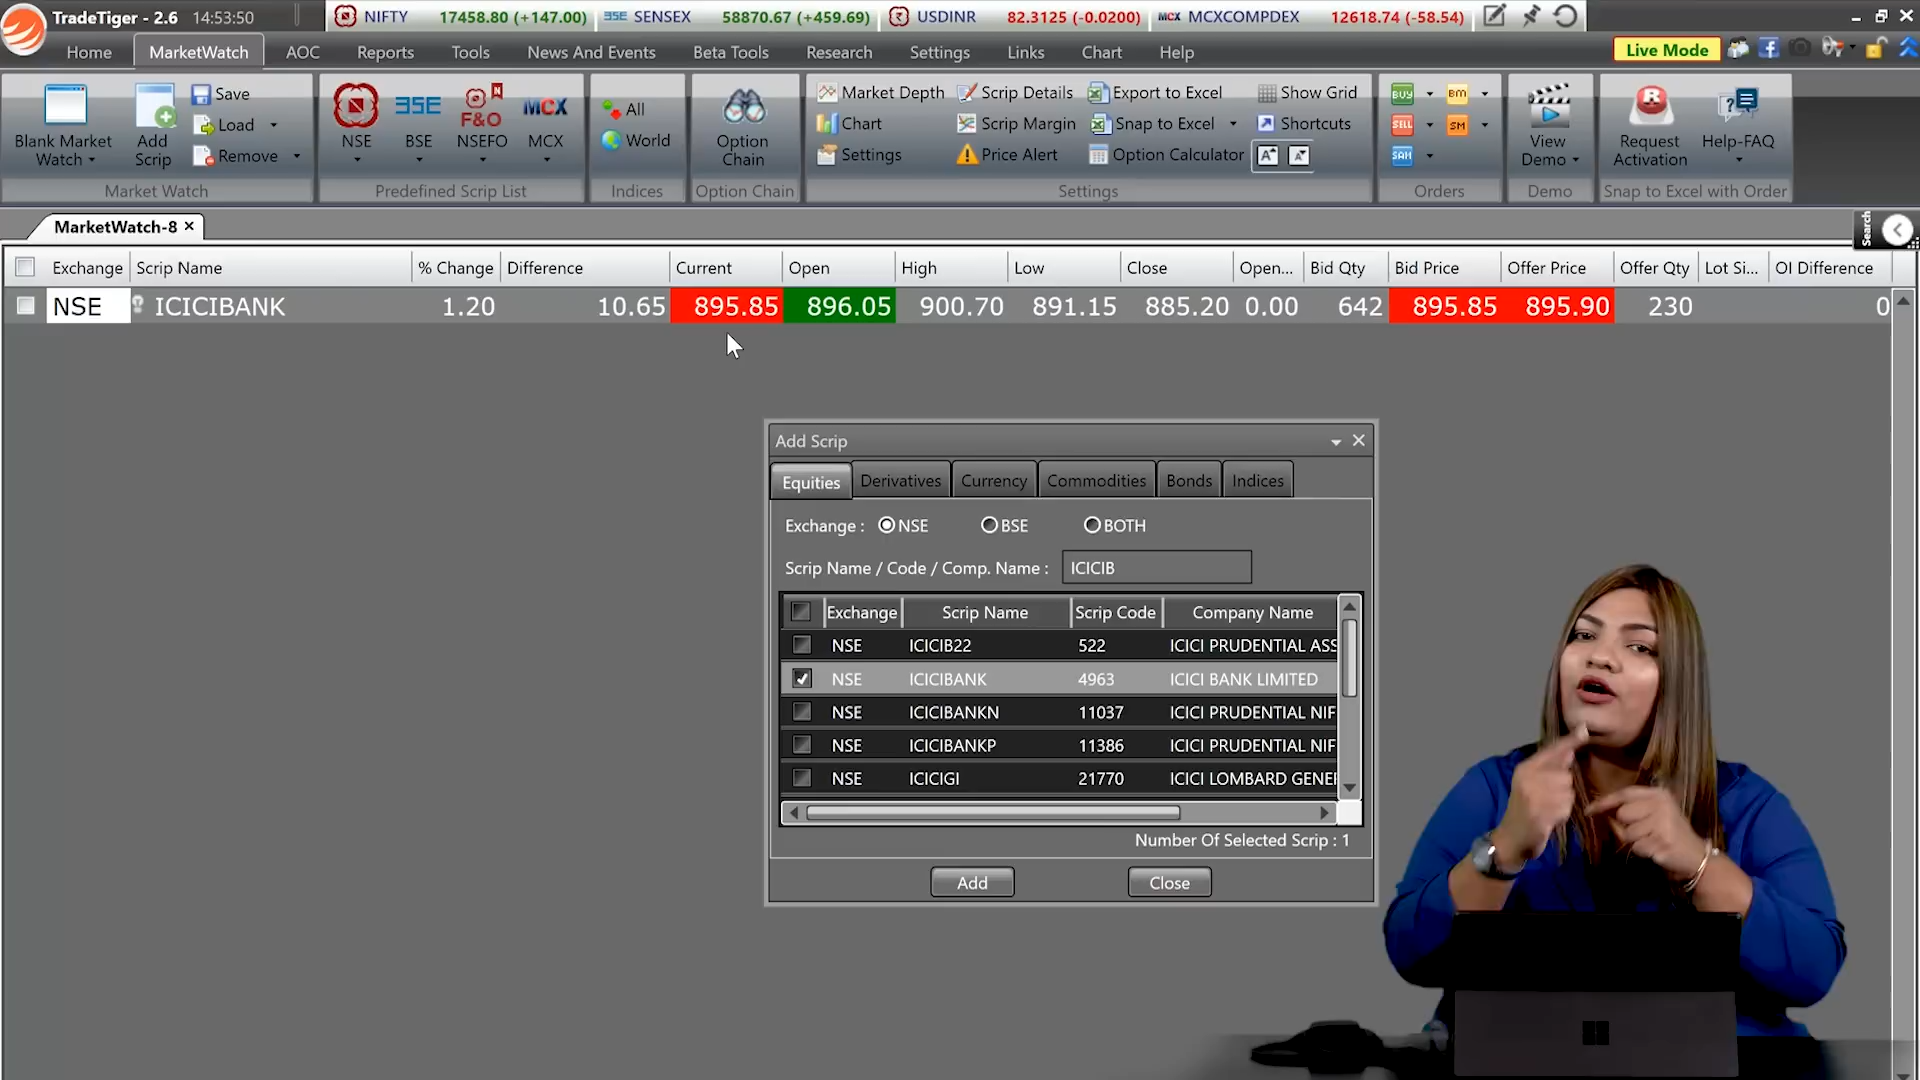 TradeTiger - 2.6 14:53:50 NIFTY 17458.80 (+147.00) BSE SENSEX 58870.67 (+459.69) USDINR 82.3125 (-0.0200) MCX MCXCOMPDEX 12618.74 (-58.54)
Home MarketWatch AOC Reports Tools News And Events Beta Tools Research Settings Links Chart Help Live Mode
Blank Market Watch Add Scrip Save Load Remove
Market Watch
NSE BSE BSE F&O NSEFO MCX MCX
Predefined Scrip List
All World
Indices
Option Chain
Option Chain
Market Depth Scrip Details Export to Excel Show Grid
Chart Scrip Margin Snap to Excel Shortcuts
Settings Price Alert Option Calculator A A
Settings
BUY BM
SELL SM
SAM
Orders
View Demo
Demo
Request Activation Help-FAQ
Snap to Excel with Order
MarketWatch-8 Search
Exchange Scrip Name % Change Difference Current Open High Low Close Open... Bid Qty Bid Price Offer Price Offer Qty Lot Si... OI Difference
NSE ICICIBANK 1.20 10.65 895.85 896.05 900.70 891.15 885.20 0.00 642 895.85 895.90 230 0
Add Scrip
Equities Derivatives Currency Commodities Bonds Indices
Exchange : NSE BSE BOTH
Scrip Name / Code / Comp. Name : ICICIB
Exchange Scrip Name Scrip Code Company Name
NSE ICICIB22 522 ICICI PRUDENTIAL ASS
NSE ICICIBANK 4963 ICICI BANK LIMITED
NSE ICICIBANKN 11037 ICICI PRUDENTIAL NIF
NSE ICICIBANKP 11386 ICICI PRUDENTIAL NIF
NSE ICICIGI 21770 ICICI LOMBARD GENE
Number Of Selected Scrip : 1
Add Close